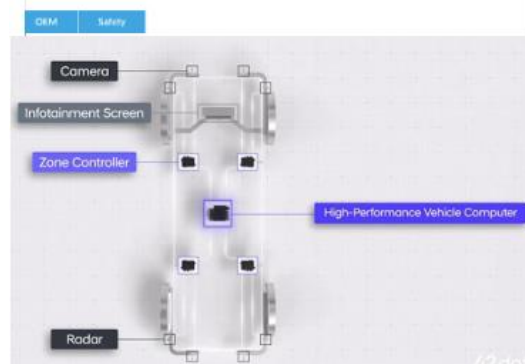 OEM Safety
Camera
Infotainment Screen
Zone Controller
High-Performance Vehicle Computer
Radar